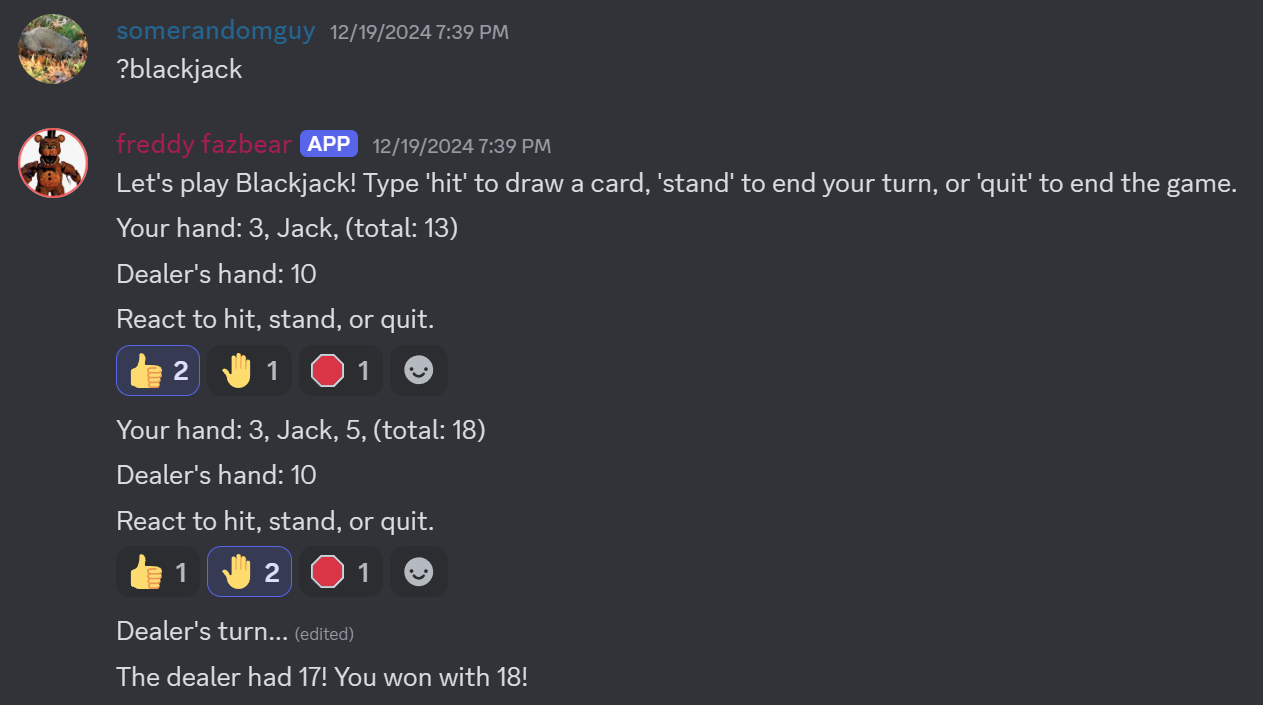 somerandomguy 12/19/2024 7:39 PM
?blackjack
freddy fazbear APP 12/19/2024 7:39 PM
Let's play Blackjack! Type 'hit' to draw a card, 'stand' to end your turn, or 'quit' to end the game.
Your hand: 3, Jack, (total: 13)
Dealer's hand: 10
React to hit, stand, or quit.
2 1 1
Your hand: 3, Jack, 5, (total: 18)
Dealer's hand: 10
React to hit, stand, or quit.
1 2 1
Dealer's turn... (edited)
The dealer had 17! You won with 18!